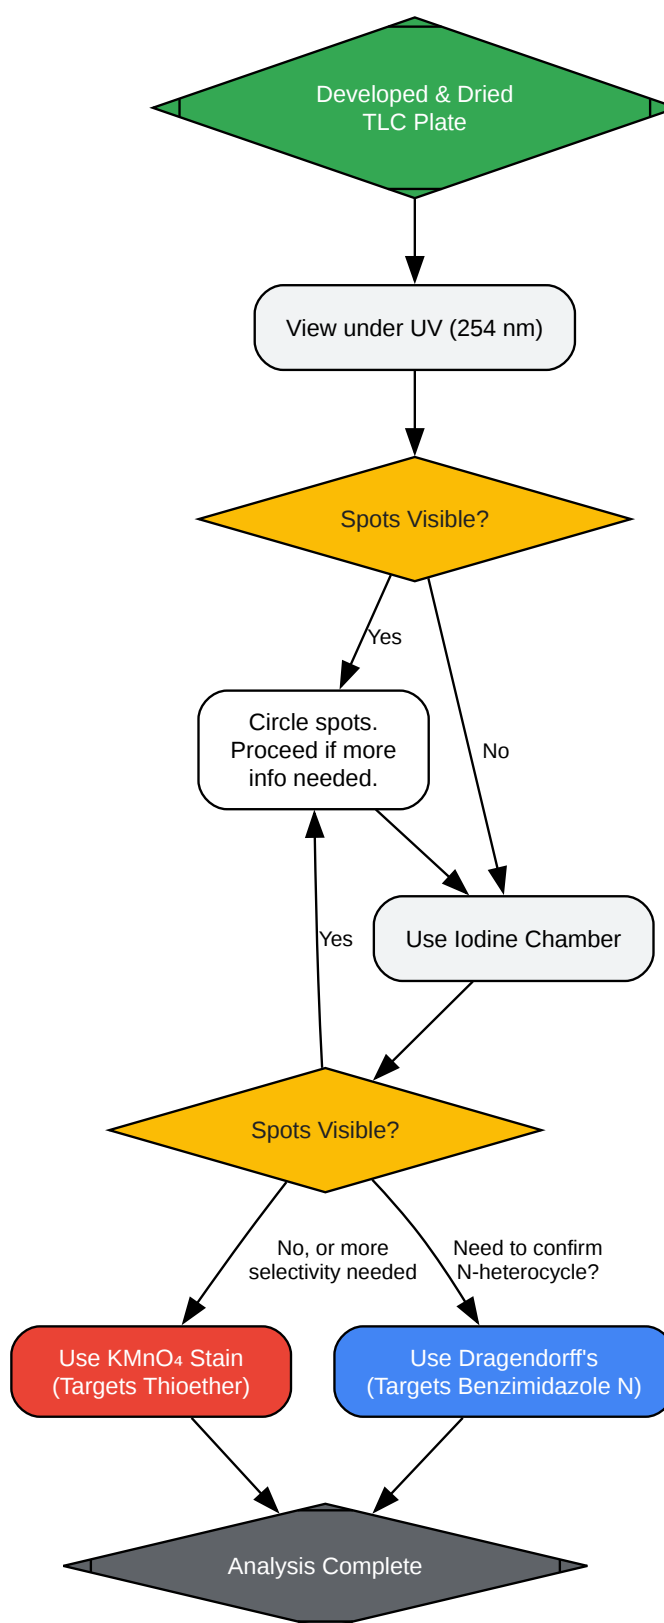 Developed & Dried
TLC Plate
View under UV (254 nm)
Spots Visible?
Yes
Circle spots.
Proceed if more
info needed.
No
Use Iodine Chamber
Yes
Spots Visible?
No, or more
selectivity needed
Need to confirm
N-heterocycle?
Use KMnO₄ Stain
(Targets Thioether)
Use Dragendorff's
(Targets Benzimidazole N)
Analysis Complete